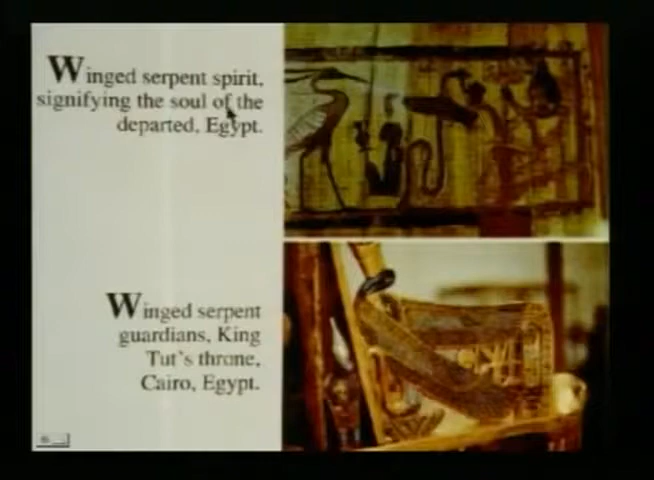 Winged serpent spirit,
signifying the soul of the
departed, Egypt.
Winged serpent
guardians, King
Tut's throne,
Cairo, Egypt.